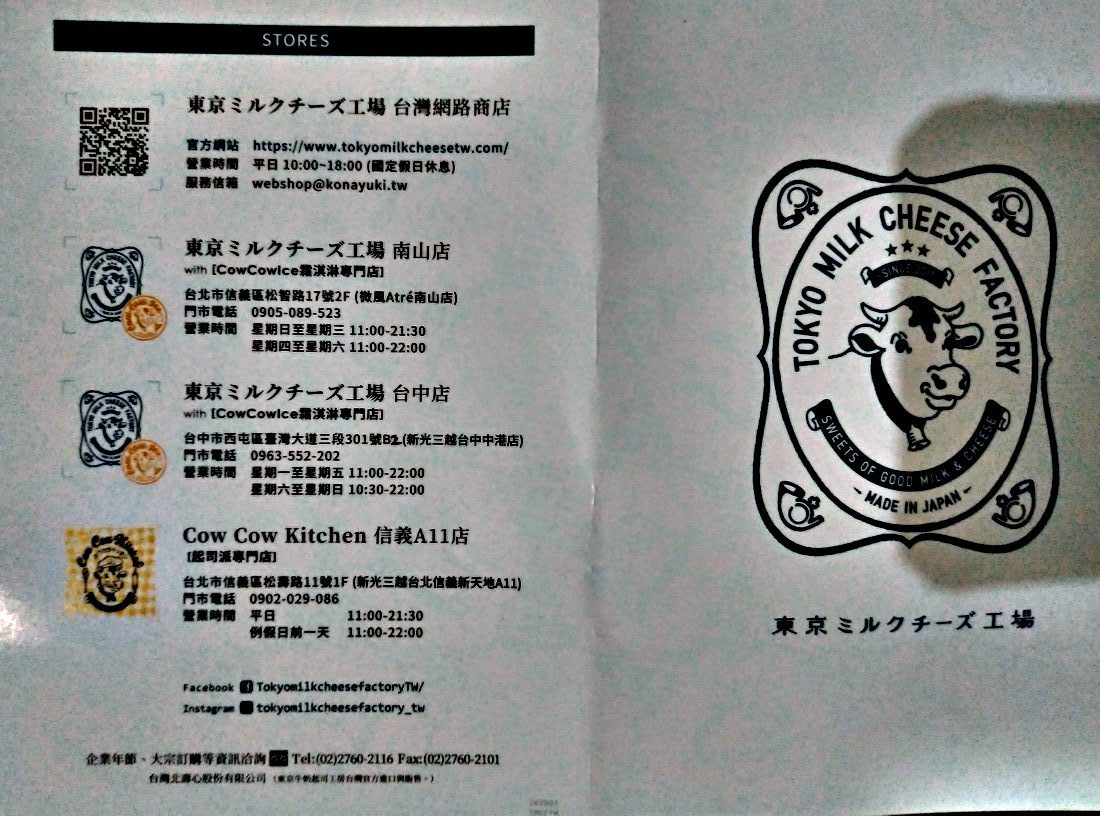 STORES
東京ミルクチーズ工場 台灣網路商店
官方網站 https://www.tokyomilkcheesetw.com/
營業時間 平日 10:00~18:00 (國定假日休息)
服務信箱 webshop@konayuki.tw
東京ミルクチーズ工場 南山店
with [CowCowIce霜淇淋專門店]
台北市信義區松智路17號2F (微風Atré南山店)
門市電話 0905-089-523
營業時間 星期日至星期三 11:00-21:30
星期四至星期六 11:00-22:00
東京ミルクチーズ工場 台中店
with [CowCowIce霜淇淋專門店]
台中市西屯區臺灣大道三段301號B2 (新光三越台中中港店)
門市電話 0963-552-202
營業時間 星期一至星期五 11:00-22:00
星期六至星期日 10:30-22:00
Cow Cow Kitchen 信義A11店
[起司派專門店]
台北市信義區松壽路11號1F (新光三越台北信義新天地A11)
門市電話 0902-029-086
營業時間 平日 11:00-21:30
例假日前一天 11:00-22:00
Facebook TokyomilkcheesefactoryTW/
Instagram tokyomilkcheesefactory_tw
企業年節、大宗訂購等資訊洽詢 Tel:(02)2760-2116 Fax:(02)2760-2101
台灣北壽心股份有限公司
TOKYO MILK CHEESE FACTORY
SINCE
SWEETS OF GOOD MILK & CHEESE
- MADE IN JAPAN -
東京ミルクチーズ工場
TOKYO MILK CHEESE FACTORY
TOKYO MILK CHEESE FACTORY
Cow Cow Kitchen